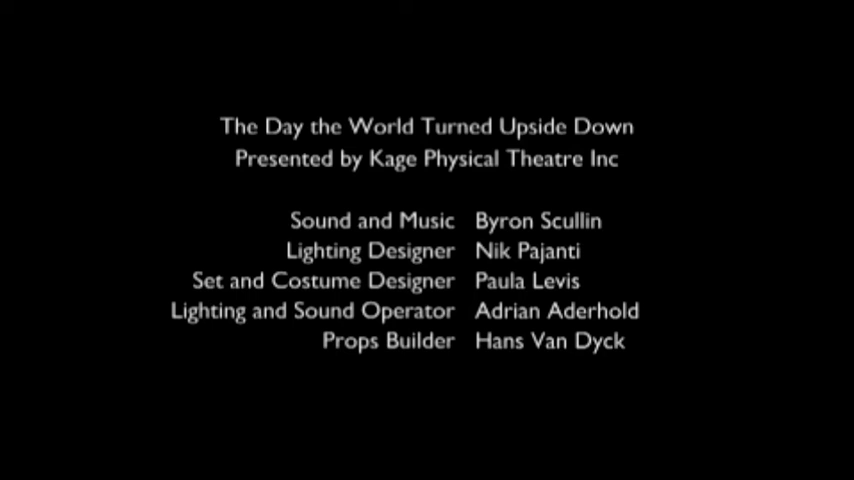 The Day the World Turned Upside Down
Presented by Kage Physical Theatre Inc
Sound and Music Byron Scullin
Lighting Designer Nik Pajanti
Set and Costume Designer Paula Levis
Lighting and Sound Operator Adrian Aderhold
Props Builder Hans Van Dyck